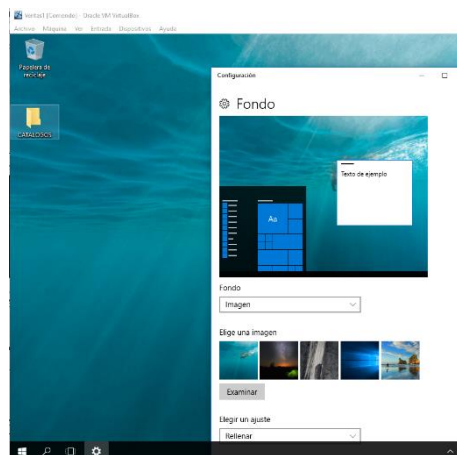 Ventas1 [Corriendo] - Oracle VM VirtualBox
Archivo Máquina Ver Entrada Dispositivos Ayuda
Papelera de
reciclaje
CATALOGOS
Configuración
Fondo
Texto de ejemplo
Aa
Fondo
Imagen
Elige una imagen
Examinar
Elegir un ajuste
Rellenar